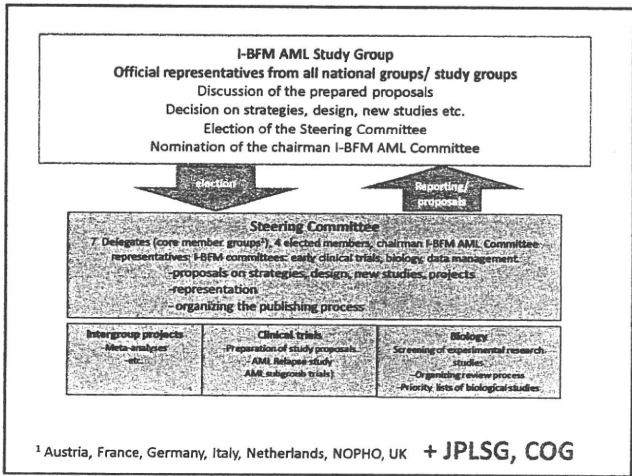 I-BFM AML Study Group
Official representatives from all national groups/ study groups
Discussion of the prepared proposals
Decision on strategies, design, new studies etc.
Election of the Steering Committee
Nomination of the chairman I-BFM AML Committee
election
Reporting/
proposals
Steering Committee
7 Delegates (core member groups¹), 4 elected members, chairman I-BFM AML Committee
representatives: I-BFM committees: early clinical trials, biology, data management
-proposals on strategies, design, new studies, projects
-representation
-organizing the publishing process
Intergroup projects
-Meta-analyses
-etc.
Clinical trials
-Preparation of study proposals
-AML Relapse study
AML subgroup trials)
Biology
Screening of experimental research
studies
-Organizing review process
-Priority lists of biological studies
¹ Austria, France, Germany, Italy, Netherlands, NOPHO, UK + JPLSG, COG